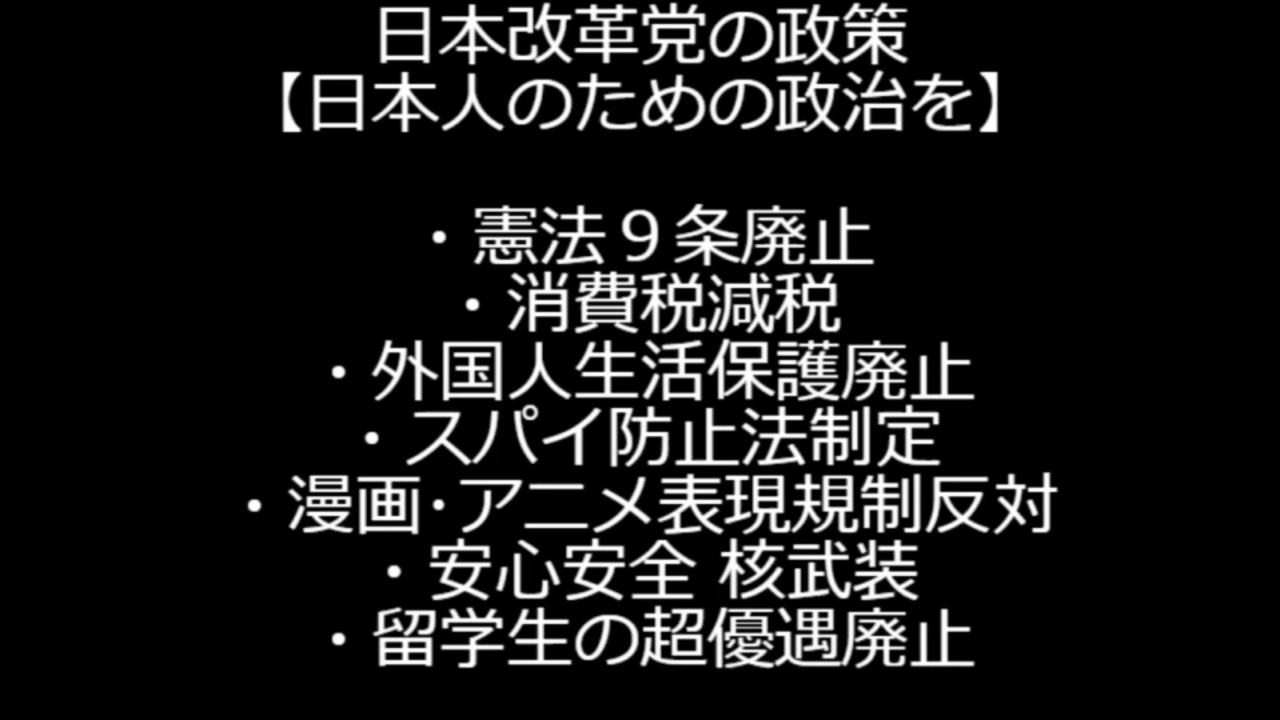 日本改革党の政策
【日本人のための政治を】
・憲法９条廃止
・消費税減税
・外国人生活保護廃止
・スパイ防止法制定
・漫画･アニメ表現規制反対
・安心安全 核武装
・留学生の超優遇廃止